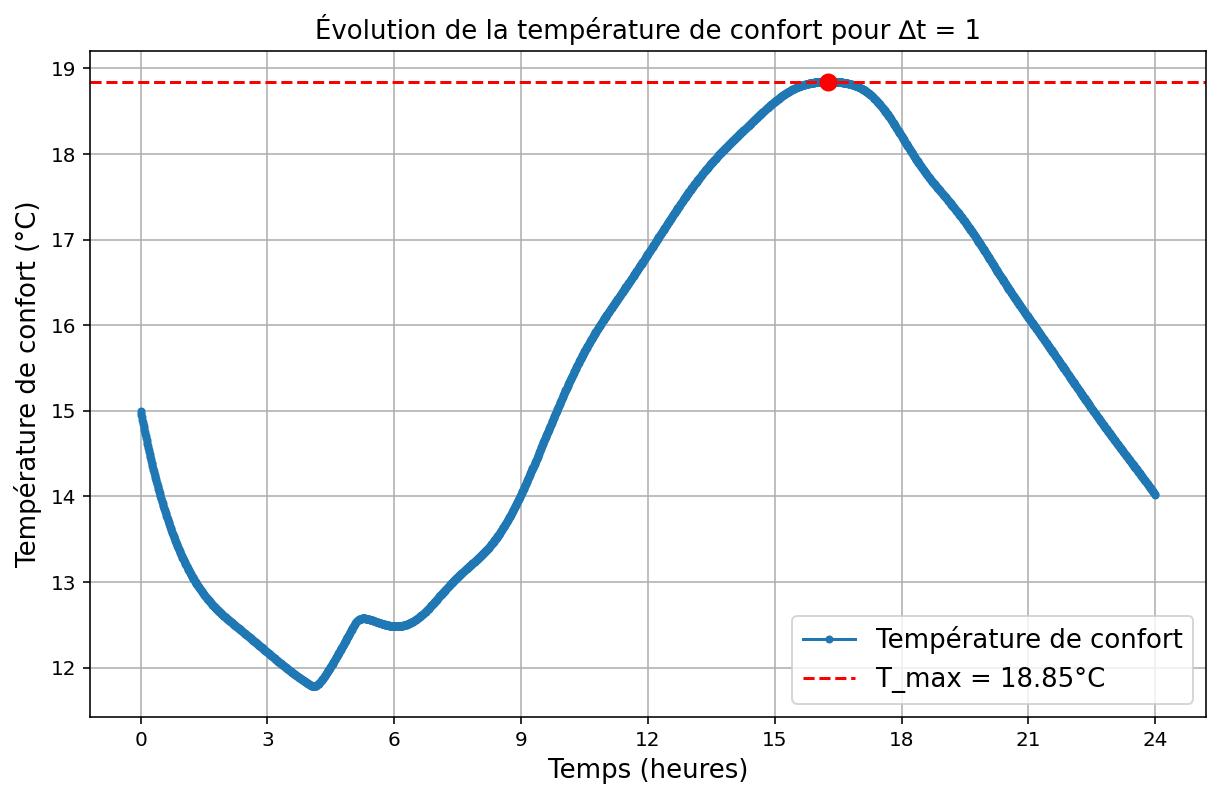 Évolution de la température de confort pour Δt = 1
Température de confort (°C)
19
18
17
16
15
14
13
12
0 3 6 9 12 15 18 21 24
Temps (heures)
Température de confort
T_max = 18.85°C